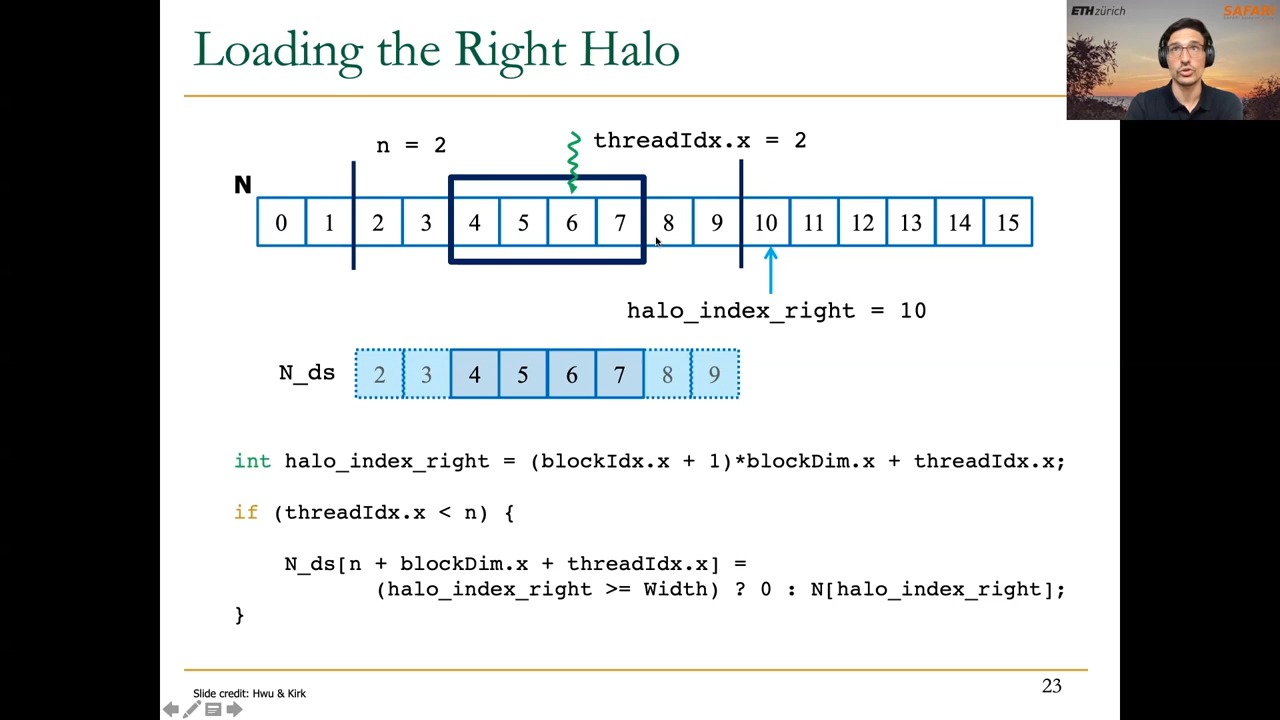 Loading the Right Halo
ETH zürich
SAFARI
n = 2
threadIdx.x = 2
N
0 1 2 3 4 5 6 7 8 9 10 11 12 13 14 15
halo_index_right = 10
N_ds
2 3 4 5 6 7 8 9
int halo_index_right = (blockIdx.x + 1)*blockDim.x + threadIdx.x;
if (threadIdx.x < n) {
N_ds[n + blockDim.x + threadIdx.x] =
(halo_index_right >= Width) ? 0 : N[halo_index_right];
}
Slide credit: Hwu & Kirk
23